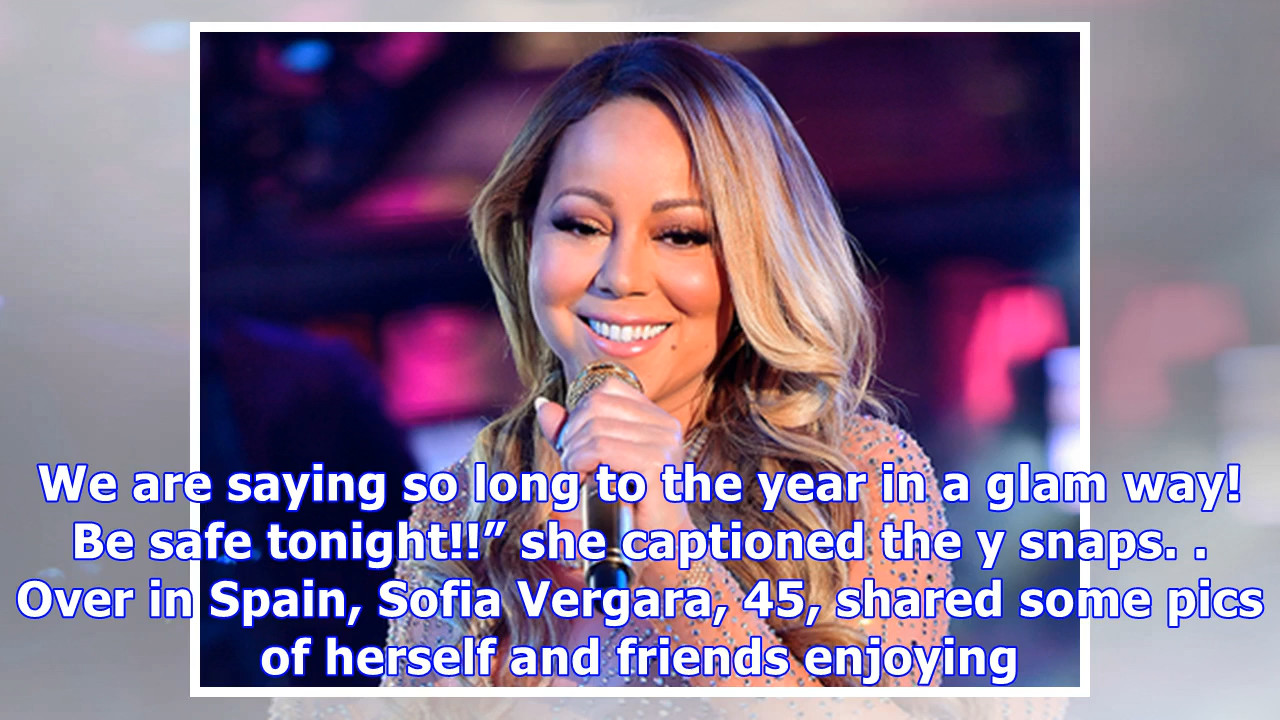 We are saying so long to the year in a glam way!
Be safe tonight!!” she captioned the y snaps. .
Over in Spain, Sofia Vergara, 45, shared some pics
of herself and friends enjoying